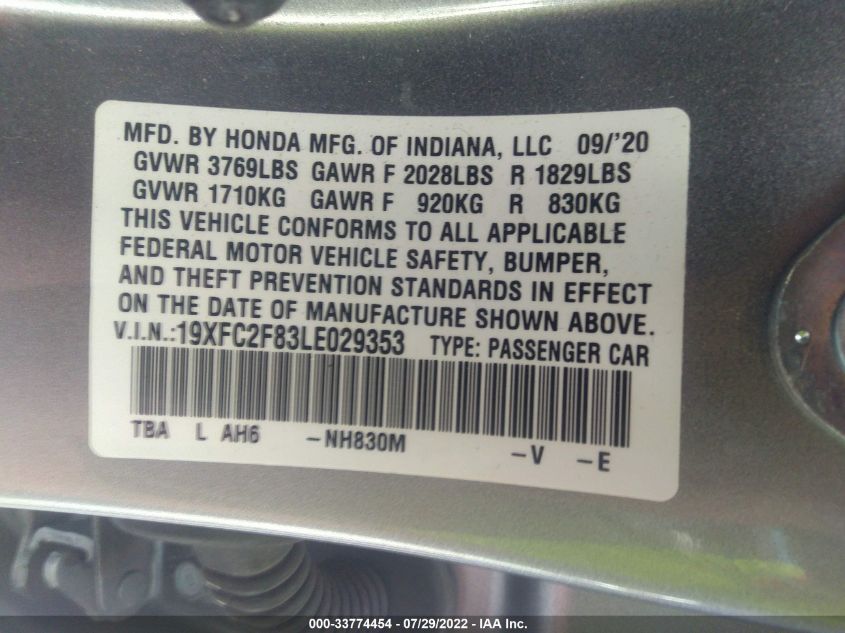 MFD. BY HONDA MFG. OF INDIANA, LLC 09/'20
GVWR 3769LBS GAWR F 2028LBS R 1829LBS
GVWR 1710KG GAWR F 920KG R 830KG
THIS VEHICLE CONFORMS TO ALL APPLICABLE
FEDERAL MOTOR VEHICLE SAFETY, BUMPER,
AND THEFT PREVENTION STANDARDS IN EFFECT
ON THE DATE OF MANUFACTURE SHOWN ABOVE.
V.I.N.:19XFC2F83LE029353 TYPE: PASSENGER CAR
TBA L AH6 -NH830M -V -E
000-33774454 / 07/29/2022 - IAA Inc.